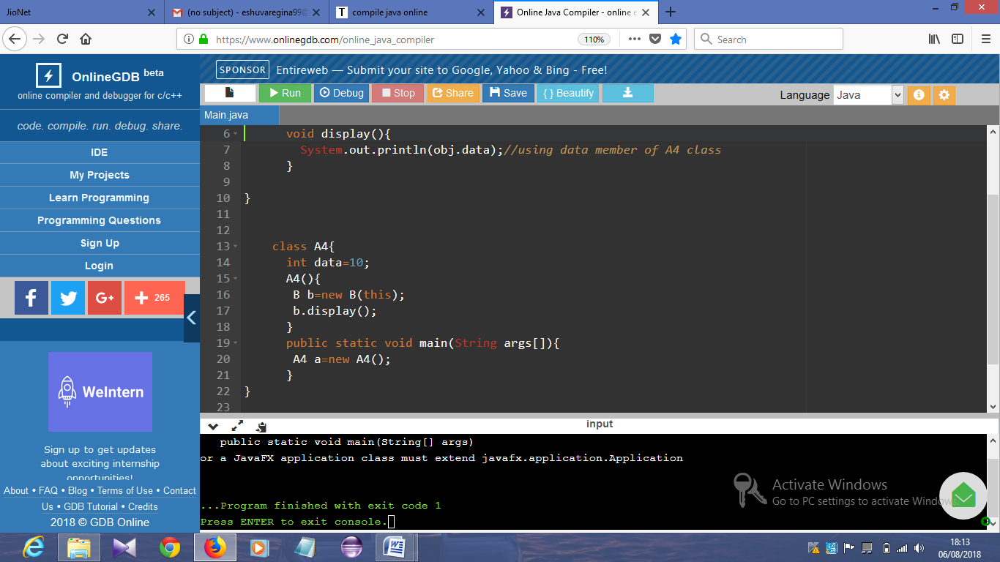 JioNet
(no subject) - eshuvaregina99@
compile java online
Online Java Compiler - online e
https://www.onlinegdb.com/online_java_compiler
110%
Search
OnlineGDB beta
online compiler and debugger for c/c++
code. compile. run. debug. share.
IDE
My Projects
Learn Programming
Programming Questions
Sign Up
Login
265
WeIntern
Sign up to get updates
about exciting internship
opportunities!
About • FAQ • Blog • Terms of Use • Contact
Us • GDB Tutorial • Credits
2018 © GDB Online
SPONSOR Entireweb — Submit your site to Google, Yahoo & Bing - Free!
Run Debug Stop Share Save { } Beautify
Language Java
Main.java
6 void display(){
7 System.out.println(obj.data);//using data member of A4 class
8 }
9
10 }
11
12
13 class A4{
14 int data=10;
15 A4(){
16 B b=new B(this);
17 b.display();
18 }
19 public static void main(String args[]){
20 A4 a=new A4();
21 }
22 }
23
input
public static void main(String[] args)
or a JavaFX application class must extend javafx.application.Application
...Program finished with exit code 1
Press ENTER to exit console.
Activate Windows
Go to PC settings to activate Windows.
18:13
06/08/2018